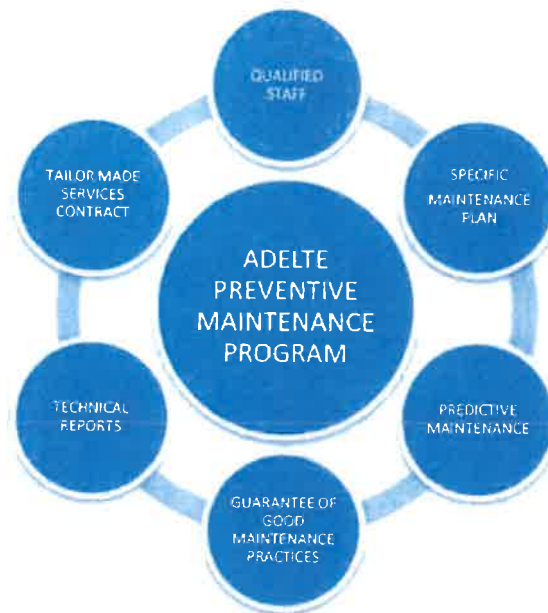 QUALIFIED
STAFF
SPECIFIC
MAINTENANCE
PLAN
PREDICTIVE
MAINTENANCE
GUARANTEE OF
GOOD
MAINTENANCE
PRACTICES
TECHNICAL
REPORTS
TAILOR MADE
SERVICES
CONTRACT
ADELTE
PREVENTIVE
MAINTENANCE
PROGRAM